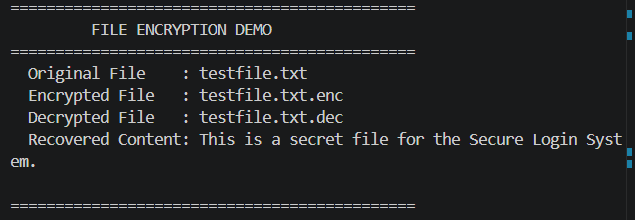 =============================================
FILE ENCRYPTION DEMO
=============================================
Original File    : testfile.txt
Encrypted File   : testfile.txt.enc
Decrypted File   : testfile.txt.dec
Recovered Content: This is a secret file for the Secure Login Syst
em.
=============================================